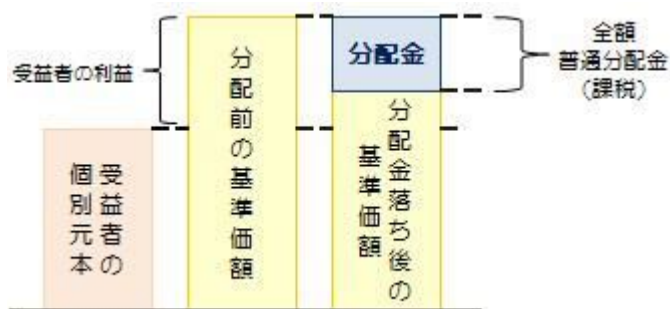 受益者の利益
受益者の
個別元本
分配前の基準価額
分配金
分配金落ち後の
基準価額
全額
普通分配金
(課税)